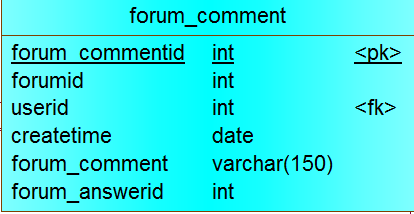 forum_comment
forum_commentid int <pk>
forumid int
userid int <fk>
createtime date
forum_comment varchar(150)
forum_answerid int